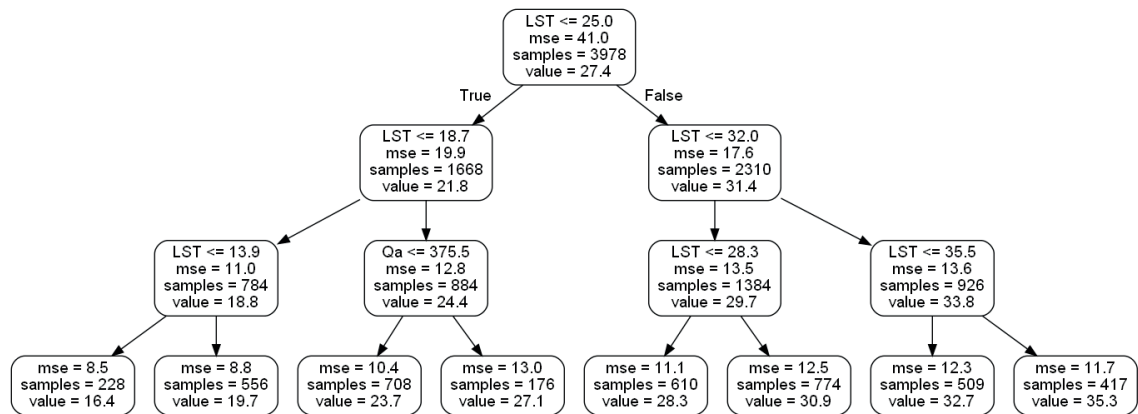 LST <= 25.0
mse = 41.0
samples = 3978
value = 27.4
True
False
LST <= 18.7
mse = 19.9
samples = 1668
value = 21.8
LST <= 32.0
mse = 17.6
samples = 2310
value = 31.4
LST <= 13.9
mse = 11.0
samples = 784
value = 18.8
Qa <= 375.5
mse = 12.8
samples = 884
value = 24.4
LST <= 28.3
mse = 13.5
samples = 1384
value = 29.7
LST <= 35.5
mse = 13.6
samples = 926
value = 33.8
mse = 8.5
samples = 228
value = 16.4
mse = 8.8
samples = 556
value = 19.7
mse = 10.4
samples = 708
value = 23.7
mse = 13.0
samples = 176
value = 27.1
mse = 11.1
samples = 610
value = 28.3
mse = 12.5
samples = 774
value = 30.9
mse = 12.3
samples = 509
value = 32.7
mse = 11.7
samples = 417
value = 35.3